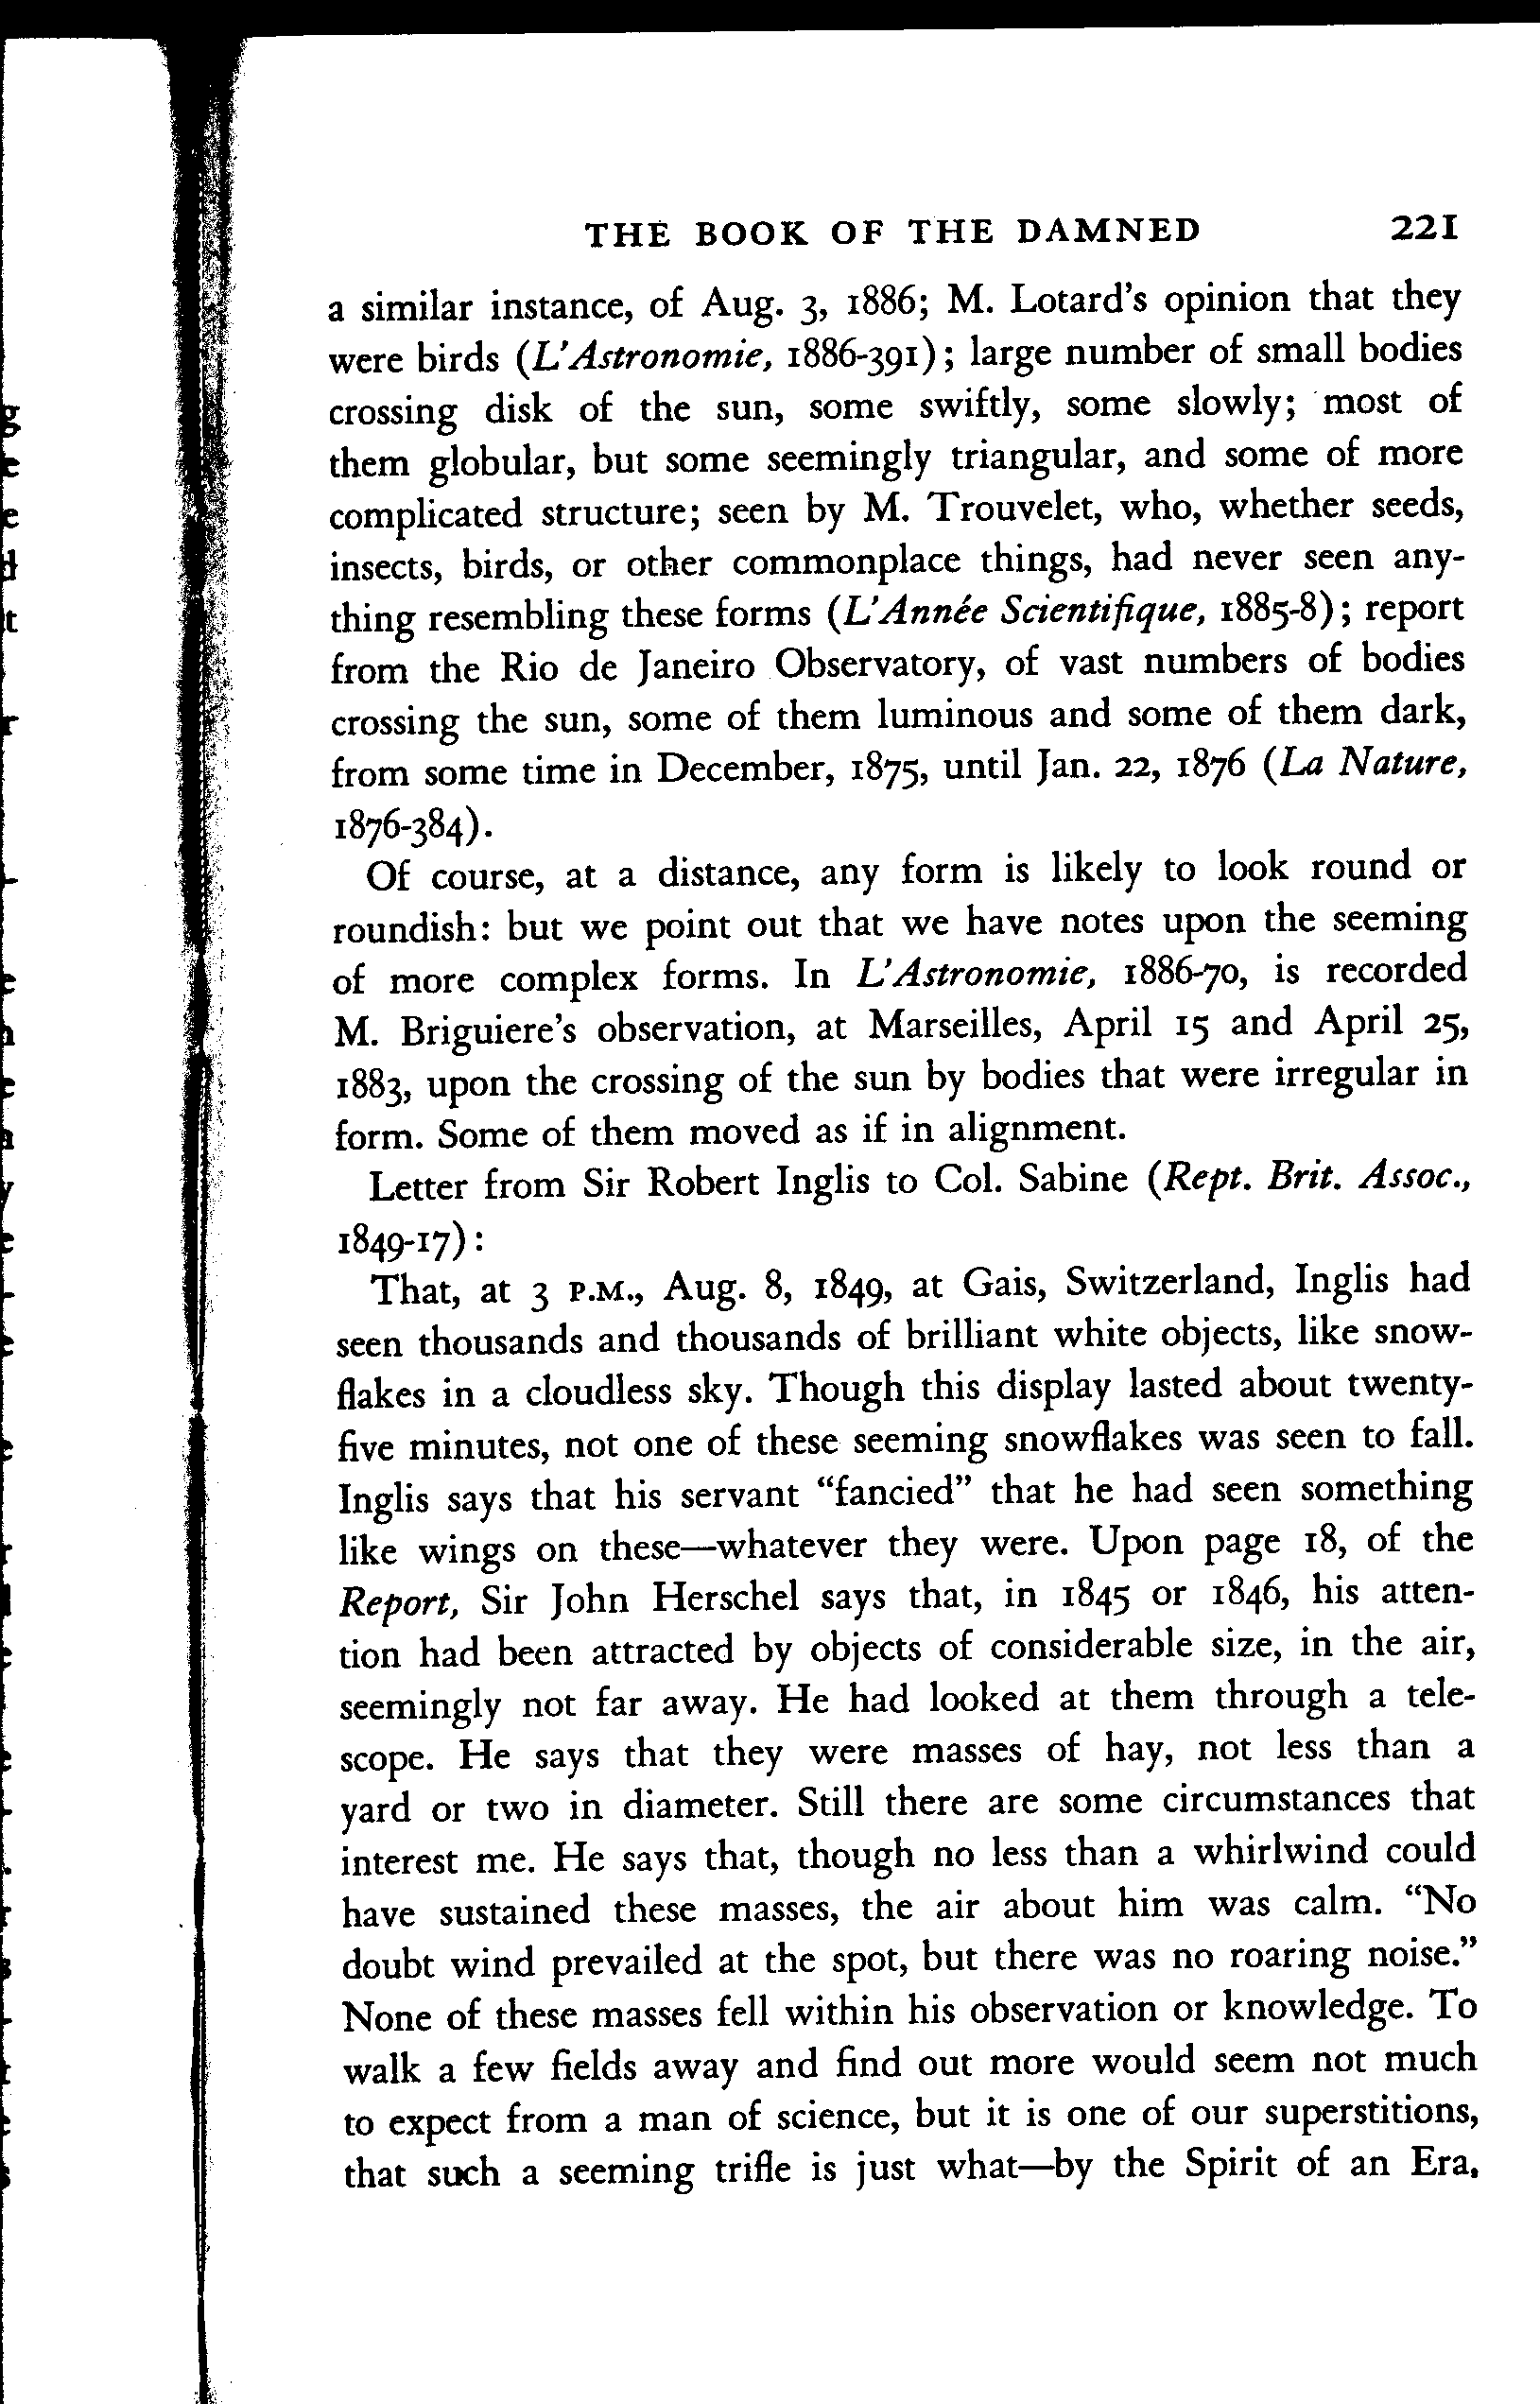 THE BOOK OF THE DAMNED 221
a similar instance, of Aug. 3, 1886; M. Lotard's opinion that they
were birds (L'Astronomie, 1886-391); large number of small bodies
crossing disk of the sun, some swiftly, some slowly; most of
them globular, but some seemingly triangular, and some of more
complicated structure; seen by M. Trouvelet, who, whether seeds,
insects, birds, or other commonplace things, had never seen any-
thing resembling these forms (L'Année Scientifique, 1885-8); report
from the Rio de Janeiro Observatory, of vast numbers of bodies
crossing the sun, some of them luminous and some of them dark,
from some time in December, 1875, until Jan. 22, 1876 (La Nature,
1876-384).
Of course, at a distance, any form is likely to look round or
roundish: but we point out that we have notes upon the seeming
of more complex forms. In L'Astronomie, 1886-70, is recorded
M. Briguiere's observation, at Marseilles, April 15 and April 25,
1883, upon the crossing of the sun by bodies that were irregular in
form. Some of them moved as if in alignment.
Letter from Sir Robert Inglis to Col. Sabine (Rept. Brit. Assoc.,
1849-17):
That, at 3 P.M., Aug. 8, 1849, at Gais, Switzerland, Inglis had
seen thousands and thousands of brilliant white objects, like snow-
flakes in a cloudless sky. Though this display lasted about twenty-
five minutes, not one of these seeming snowflakes was seen to fall.
Inglis says that his servant "fancied" that he had seen something
like wings on these—whatever they were. Upon page 18, of the
Report, Sir John Herschel says that, in 1845 or 1846, his atten-
tion had been attracted by objects of considerable size, in the air,
seemingly not far away. He had looked at them through a tele-
scope. He says that they were masses of hay, not less than a
yard or two in diameter. Still there are some circumstances that
interest me. He says that, though no less than a whirlwind could
have sustained these masses, the air about him was calm. "No
doubt wind prevailed at the spot, but there was no roaring noise."
None of these masses fell within his observation or knowledge. To
walk a few fields away and find out more would seem not much
to expect from a man of science, but it is one of our superstitions,
that such a seeming trifle is just what—by the Spirit of an Era,